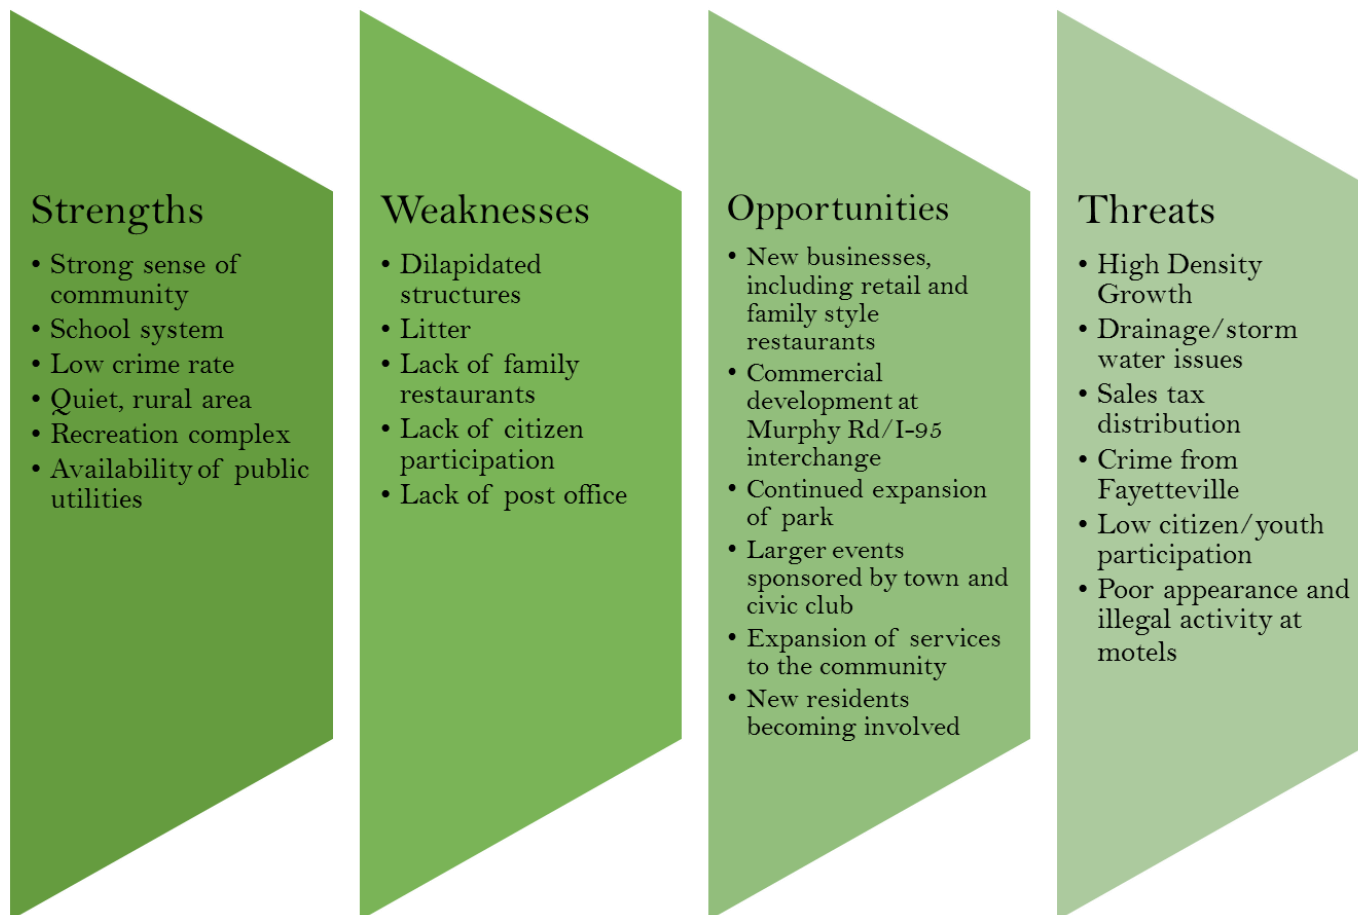 Strengths
• Strong sense of
community
• School system
• Low crime rate
• Quiet, rural area
• Recreation complex
• Availability of public
utilities
Weaknesses
• Dilapidated
structures
• Litter
• Lack of family
restaurants
• Lack of citizen
participation
• Lack of post office
Opportunities
• New businesses,
including retail and
family style
restaurants
• Commercial
development at
Murphy Rd/I-95
interchange
• Continued expansion
of park
• Larger events
sponsored by town and
civic club
• Expansion of services
to the community
• New residents
becoming involved
Threats
• High Density
Growth
• Drainage/storm
water issues
• Sales tax
distribution
• Crime from
Fayetteville
• Low citizen/youth
participation
• Poor appearance and
illegal activity at
motels